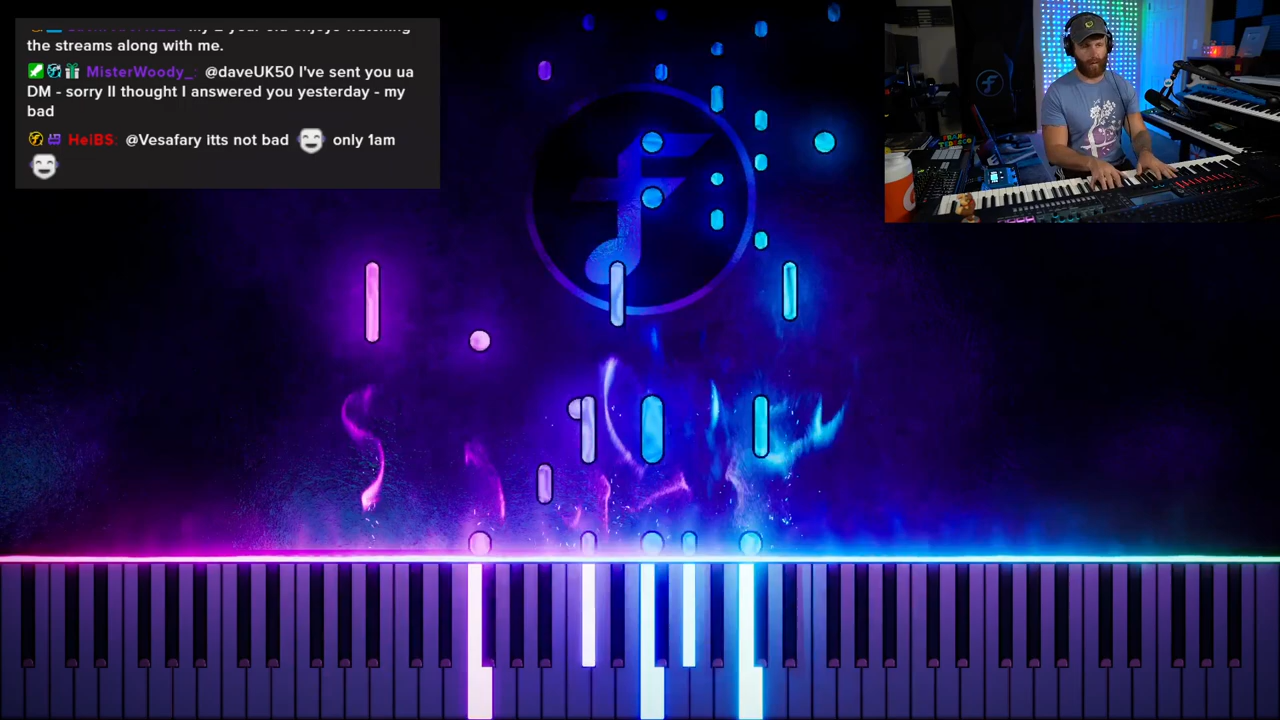 the streams along with me.
MisterWoody_: @daveUK50 I've sent you ua
DM - sorry II thought I answered you yesterday - my
bad
HeIBS: @Vesafary itts not bad only 1am